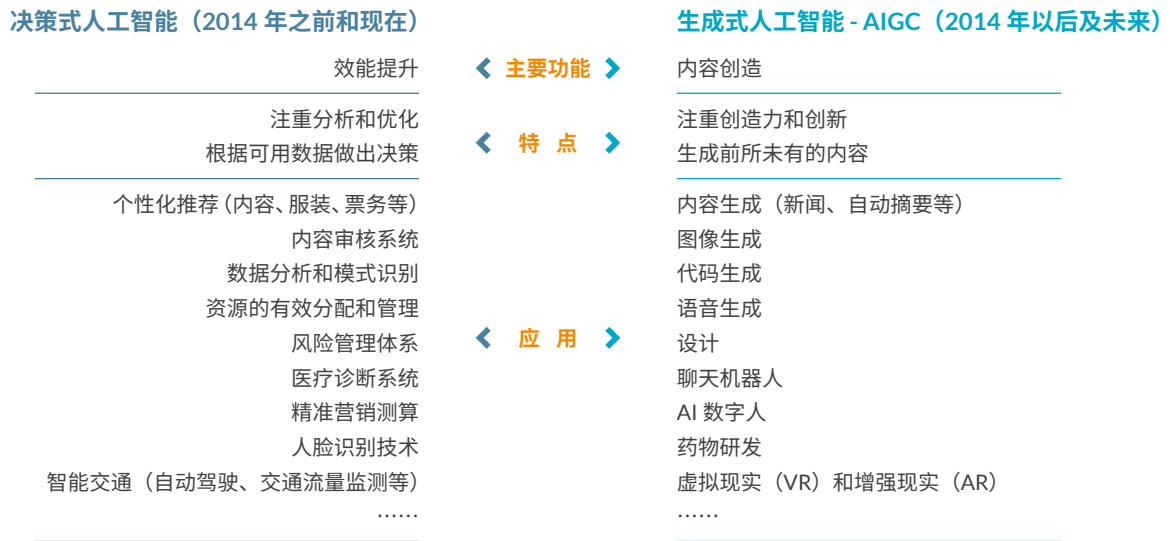 决策式人工智能（2014 年之前和现在）
生成式人工智能 - AIGC（2014 年以后及未来）
效能提升
主要功能
内容创造
注重分析和优化
根据可用数据做出决策
特 点
注重创造力和创新
生成前所未有的内容
个性化推荐（内容、服装、票务等）
内容审核系统
数据分析和模式识别
资源的有效分配和管理
风险管理体系
医疗诊断系统
精准营销测算
人脸识别技术
智能交通（自动驾驶、交通流量监测等）
……
应 用
内容生成（新闻、自动摘要等）
图像生成
代码生成
语音生成
设计
聊天机器人
AI 数字人
药物研发
虚拟现实（VR）和增强现实（AR）
……